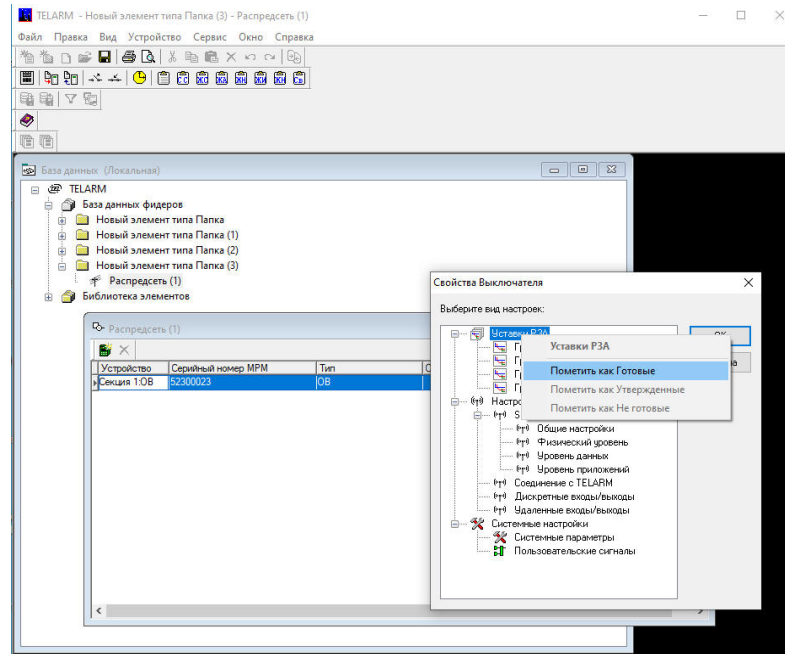 TELARM - Новый элемент типа Папка (3) - Распредсеть (1)
Файл Правка Вид Устройство Сервис Окно Справка
База данных (Локальная)
TELARM
База данных фидеров
Новый элемент типа Папка
Новый элемент типа Папка (1)
Новый элемент типа Папка (2)
Новый элемент типа Папка (3)
Распредсеть (1)
Библиотека элементов
Распредсеть (1)
Устройство Серийный номер МРМ Тип
Секция 1:ОВ 52300023 ОВ
Свойства Выключателя
Выберите вид настроек:
Уставки РЗА
Уставки РЗА
Пометить как Готовые
Пометить как Утвержденные
Пометить как Не готовые
Общие настройки
Физический уровень
Уровень данных
Уровень приложений
Соединение с TELARM
Дискретные входы/выходы
Удаленные входы/выходы
Системные настройки
Системные параметры
Пользовательские сигналы